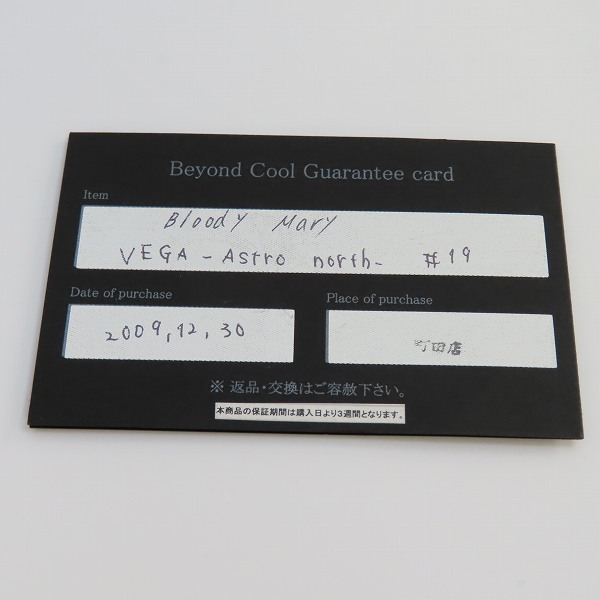 Beyond Cool Guarantee card
Item
Bloody Mary
VEGA - Astro north- #19
Date of purchase
Place of purchase
2009,12,30
町田店
※ 返品・交換はご容赦下さい。
本商品の保証期間は購入日より3週間となります。